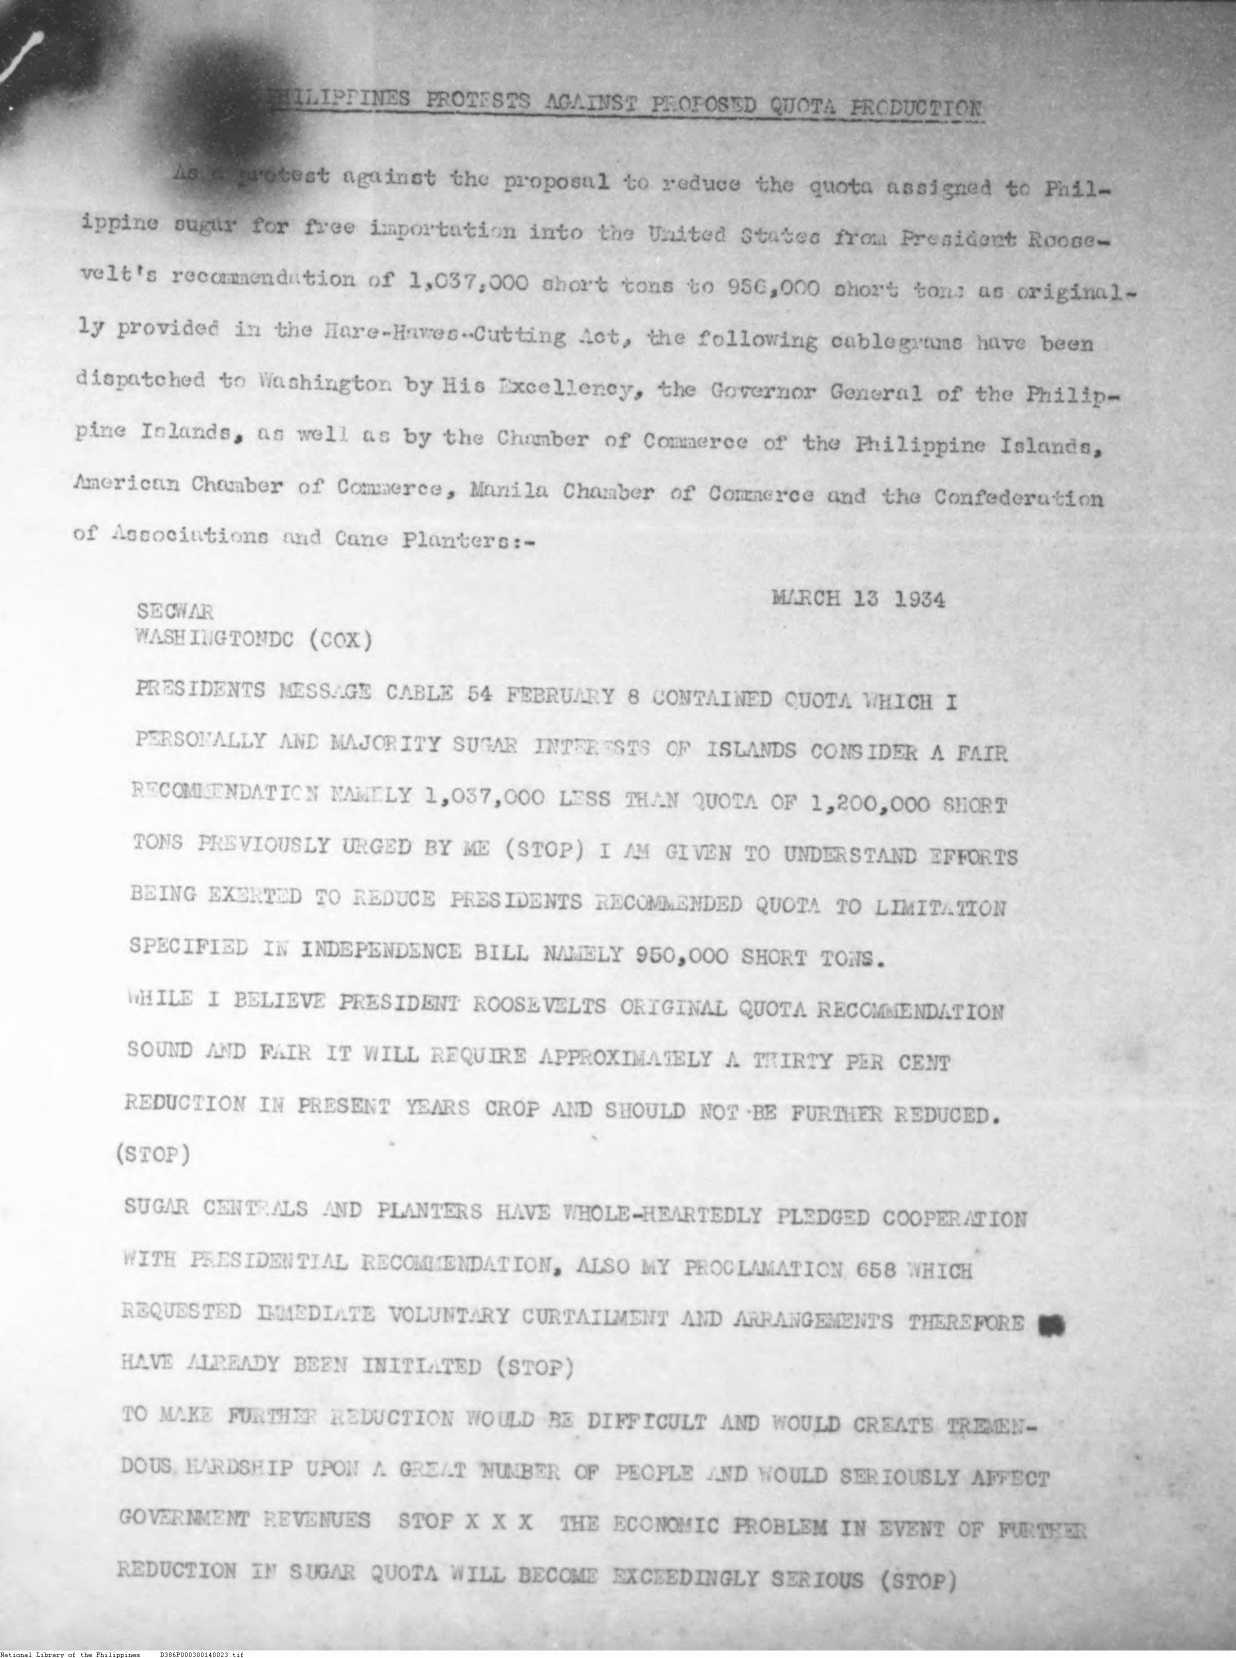 PHILIPPINES PROTESTS AGAINST PROPOSED QUOTA PRODUCTION
As a protest against the proposal to reduce the quota assigned to Phil-
ippine sugar for free importation into the United States from President Roose-
velt's recommendation of 1,037,000 short tons to 950,000 short tons as original-
ly provided in the Hare-Hawes-Cutting Act, the following cablegrams have been
dispatched to Washington by His Excellency, the Governor General of the Philip-
pine Islands, as well as by the Chamber of Commerce of the Philippine Islands,
American Chamber of Commerce, Manila Chamber of Commerce and the Confederation
of Associations and Cane Planters:-
MARCH 13 1934
SECWAR
WASHINGTONDC (COX)
PRESIDENTS MESSAGE CABLE 54 FEBRUARY 8 CONTAINED QUOTA WHICH I
PERSONALLY AND MAJORITY SUGAR INTERESTS OF ISLANDS CONSIDER A FAIR
RECOMMENDATION NAMELY 1,037,000 LESS THAN QUOTA OF 1,200,000 SHORT
TONS PREVIOUSLY URGED BY ME (STOP) I AM GIVEN TO UNDERSTAND EFFORTS
BEING EXERTED TO REDUCE PRESIDENTS RECOMMENDED QUOTA TO LIMITATION
SPECIFIED IN INDEPENDENCE BILL NAMELY 950,000 SHORT TONS.
WHILE I BELIEVE PRESIDENT ROOSEVELTS ORIGINAL QUOTA RECOMMENDATION
SOUND AND FAIR IT WILL REQUIRE APPROXIMATELY A THIRTY PER CENT
REDUCTION IN PRESENT YEARS CROP AND SHOULD NOT BE FURTHER REDUCED.
(STOP)
SUGAR CENTRALS AND PLANTERS HAVE WHOLE-HEARTEDLY PLEDGED COOPERATION
WITH PRESIDENTIAL RECOMMENDATION, ALSO MY PROCLAMATION 658 WHICH
REQUESTED IMMEDIATE VOLUNTARY CURTAILMENT AND ARRANGEMENTS THEREFORE
HAVE ALREADY BEEN INITIATED (STOP)
TO MAKE FURTHER REDUCTION WOULD BE DIFFICULT AND WOULD CREATE TREMEN-
DOUS HARDSHIP UPON A GREAT NUMBER OF PEOPLE AND WOULD SERIOUSLY AFFECT
GOVERNMENT REVENUES STOP X X X THE ECONOMIC PROBLEM IN EVENT OF FURTHER
REDUCTION IN SUGAR QUOTA WILL BECOME EXCEEDINGLY SERIOUS (STOP)
National Library of the Philippines D386P000300140023.tif